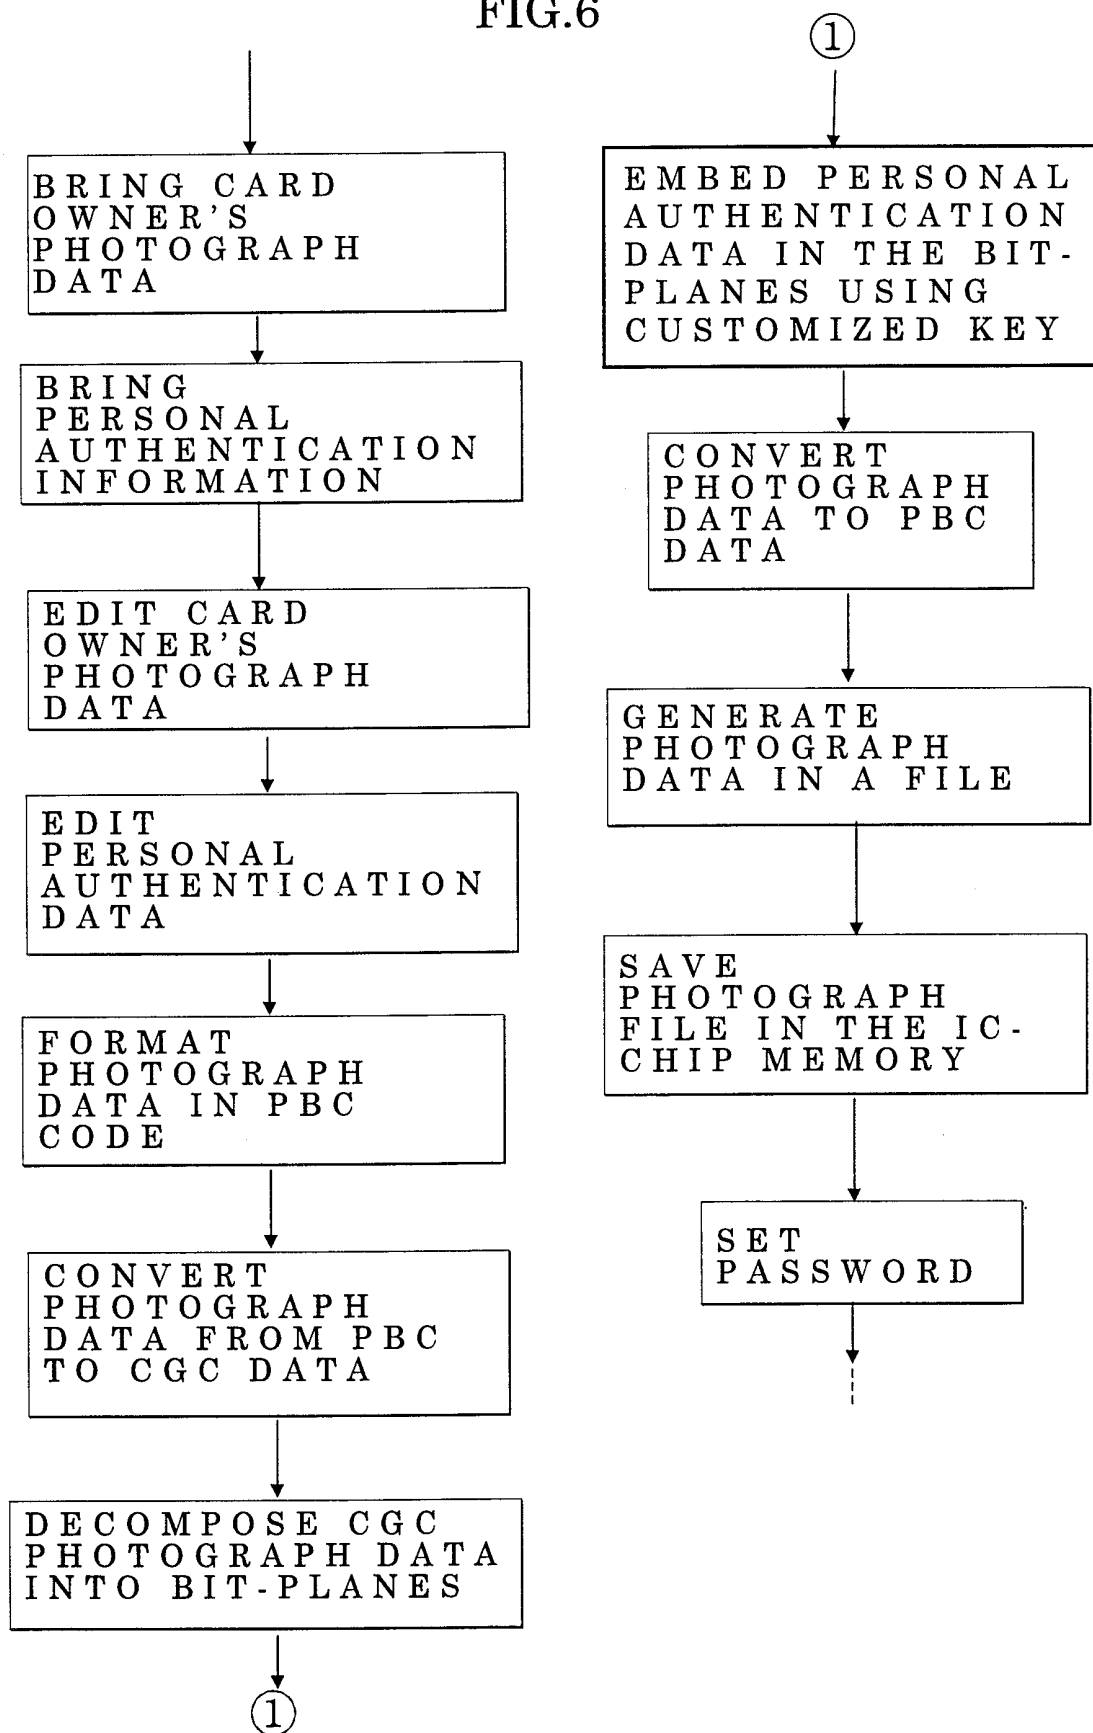 FIG.6
BRING CARD
OWNER'S
PHOTOGRAPH
DATA
BRING
PERSONAL
AUTHENTICATION
INFORMATION
EDIT CARD
OWNER'S
PHOTOGRAPH
DATA
EDIT
PERSONAL
AUTHENTICATION
DATA
FORMAT
PHOTOGRAPH
DATA IN PBC
CODE
CONVERT
PHOTOGRAPH
DATA FROM PBC
TO CGC DATA
DECOMPOSE CGC
PHOTOGRAPH DATA
INTO BIT-PLANES
①
①
EMBED PERSONAL
AUTHENTICATION
DATA IN THE BIT-
PLANES USING
CUSTOMIZED KEY
CONVERT
PHOTOGRAPH
DATA TO PBC
DATA
GENERATE
PHOTOGRAPH
DATA IN A FILE
SAVE
PHOTOGRAPH
FILE IN THE IC-
CHIP MEMORY
SET
PASSWORD